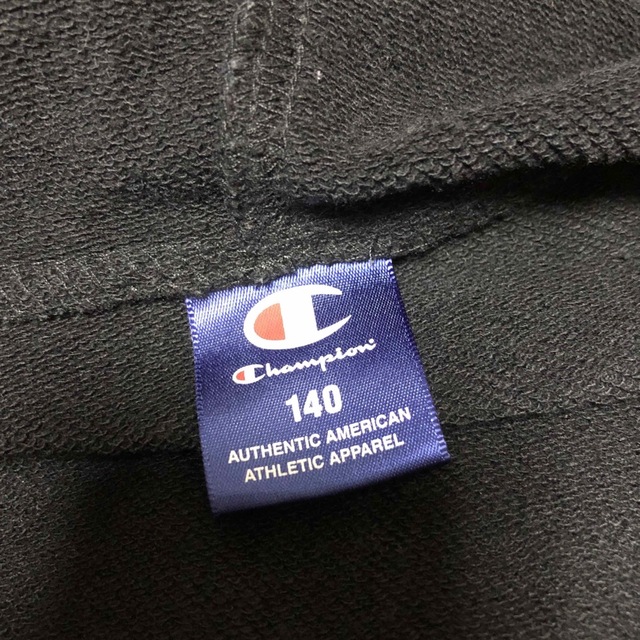 Champion
140
AUTHENTIC AMERICAN
ATHLETIC APPAREL